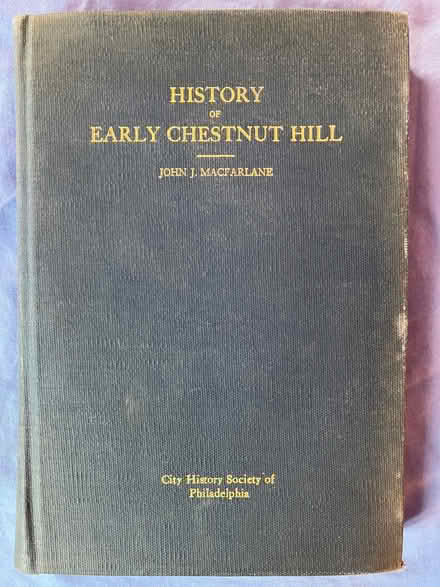 HISTORY
OF
EARLY CHESTNUT HILL
JOHN J. MACFARLANE
City History Society of
Philadelphia